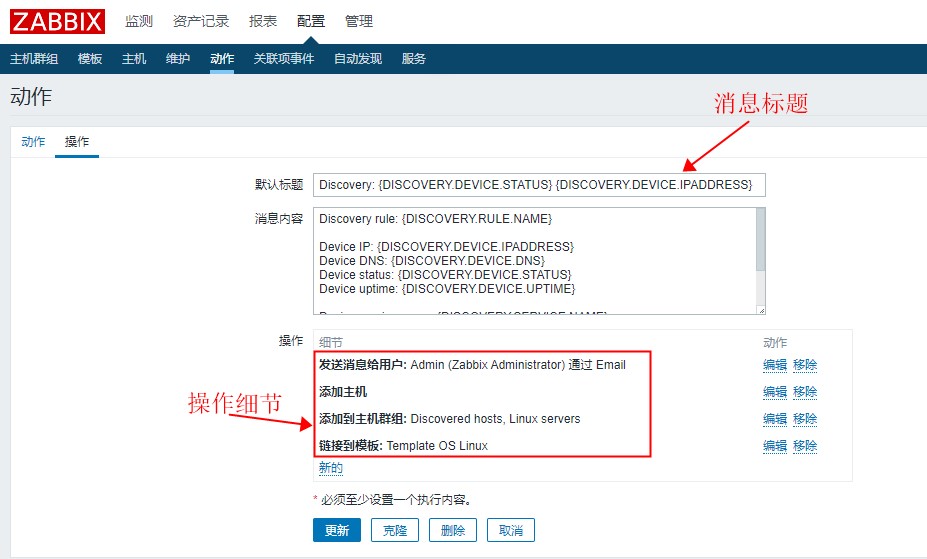 ZABBIX 监测 资产记录 报表 配置 管理
主机群组 模板 主机 维护 动作 关联项事件 自动发现 服务
动作
消息标题
动作 操作
默认标题 Discovery: {DISCOVERY.DEVICE.STATUS} {DISCOVERY.DEVICE.IPADDRESS}
消息内容 Discovery rule: {DISCOVERY.RULE.NAME}
Device IP: {DISCOVERY.DEVICE.IPADDRESS}
Device DNS: {DISCOVERY.DEVICE.DNS}
Device status: {DISCOVERY.DEVICE.STATUS}
Device uptime: {DISCOVERY.DEVICE.UPTIME}
操作 细节 动作
发送消息给用户: Admin (Zabbix Administrator) 通过 Email 编辑 移除
添加主机 编辑 移除
操作细节
添加到主机群组: Discovered hosts, Linux servers 编辑 移除
链接到模板: Template OS Linux 编辑 移除
新的
* 必须至少设置一个执行内容。
更新 克隆 删除 取消